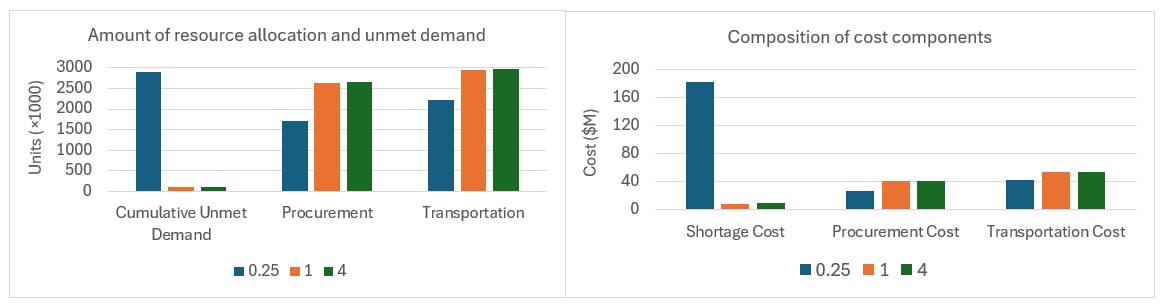 Amount of resource allocation and unmet demand
Units (×1000)
3000
2500
2000
1500
1000
500
0
Cumulative Unmet
Demand
Procurement
Transportation
0.25
1
4
Composition of cost components
Cost ($M)
200
160
120
80
40
0
Shortage Cost
Procurement Cost
Transportation Cost
0.25
1
4